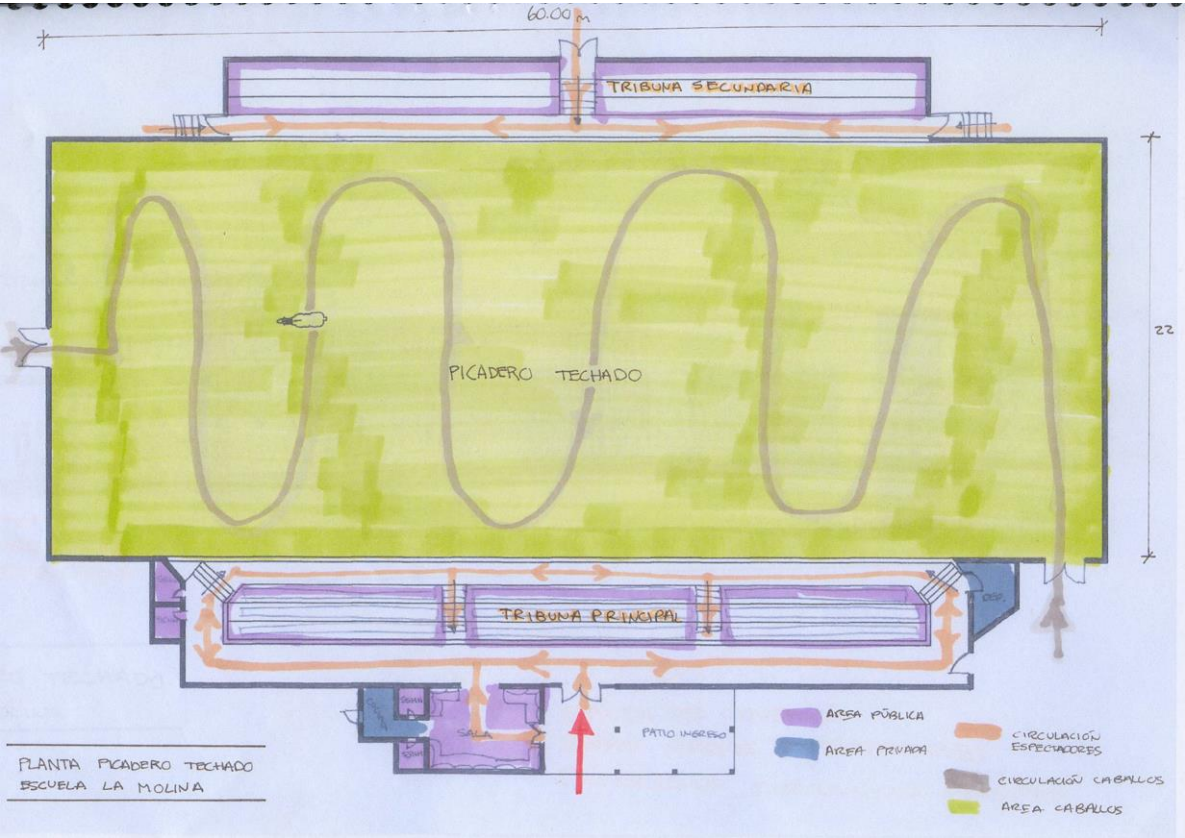 60.00 m
TRIBUNA SECUNDARIA
22
PICADERO TECHADO
TRIBUNA PRINCIPAL
DEP.
SALA
PATIO INGRESO
AREA PÚBLICA
AREA PRIVADA
CIRCULACIÓN
ESPECTADORES
CIRCULACIÓN CABALLOS
AREA CABALLOS
PLANTA PICADERO TECHADO
ESCUELA LA MOLINA